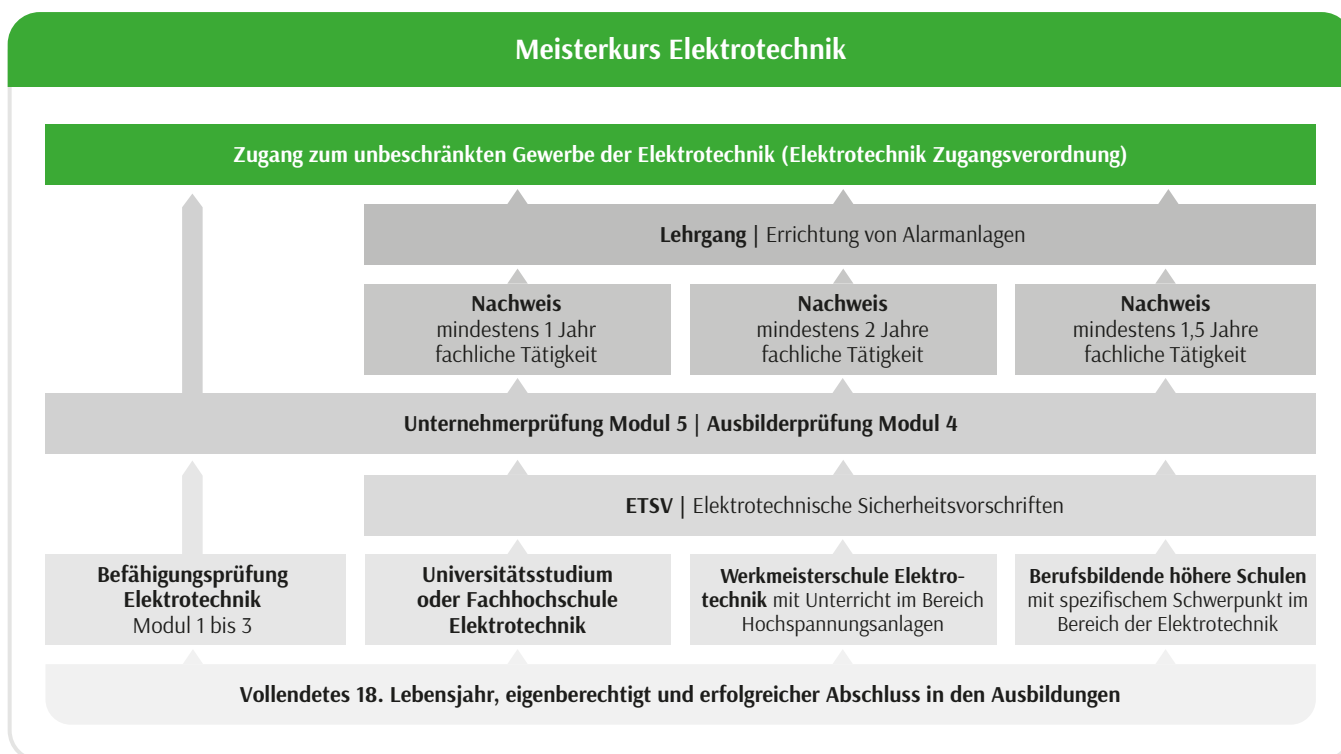 Meisterkurs Elektrotechnik
Zugang zum unbeschränkten Gewerbe der Elektrotechnik (Elektrotechnik Zugangsverordnung)
Lehrgang | Errichtung von Alarmanlagen
Nachweis
mindestens 1 Jahr
fachliche Tätigkeit
Nachweis
mindestens 2 Jahre
fachliche Tätigkeit
Nachweis
mindestens 1,5 Jahre
fachliche Tätigkeit
Unternehmerprüfung Modul 5 | Ausbilderprüfung Modul 4
ETSV | Elektrotechnische Sicherheitsvorschriften
Befähigungsprüfung
Elektrotechnik
Modul 1 bis 3
Universitätsstudium
oder Fachhochschule
Elektrotechnik
Werkmeisterschule Elektro-
technik mit Unterricht im Bereich
Hochspannungsanlagen
Berufsbildende höhere Schulen
mit spezifischem Schwerpunkt im
Bereich der Elektrotechnik
Vollendetes 18. Lebensjahr, eigenberechtigt und erfolgreicher Abschluss in den Ausbildungen